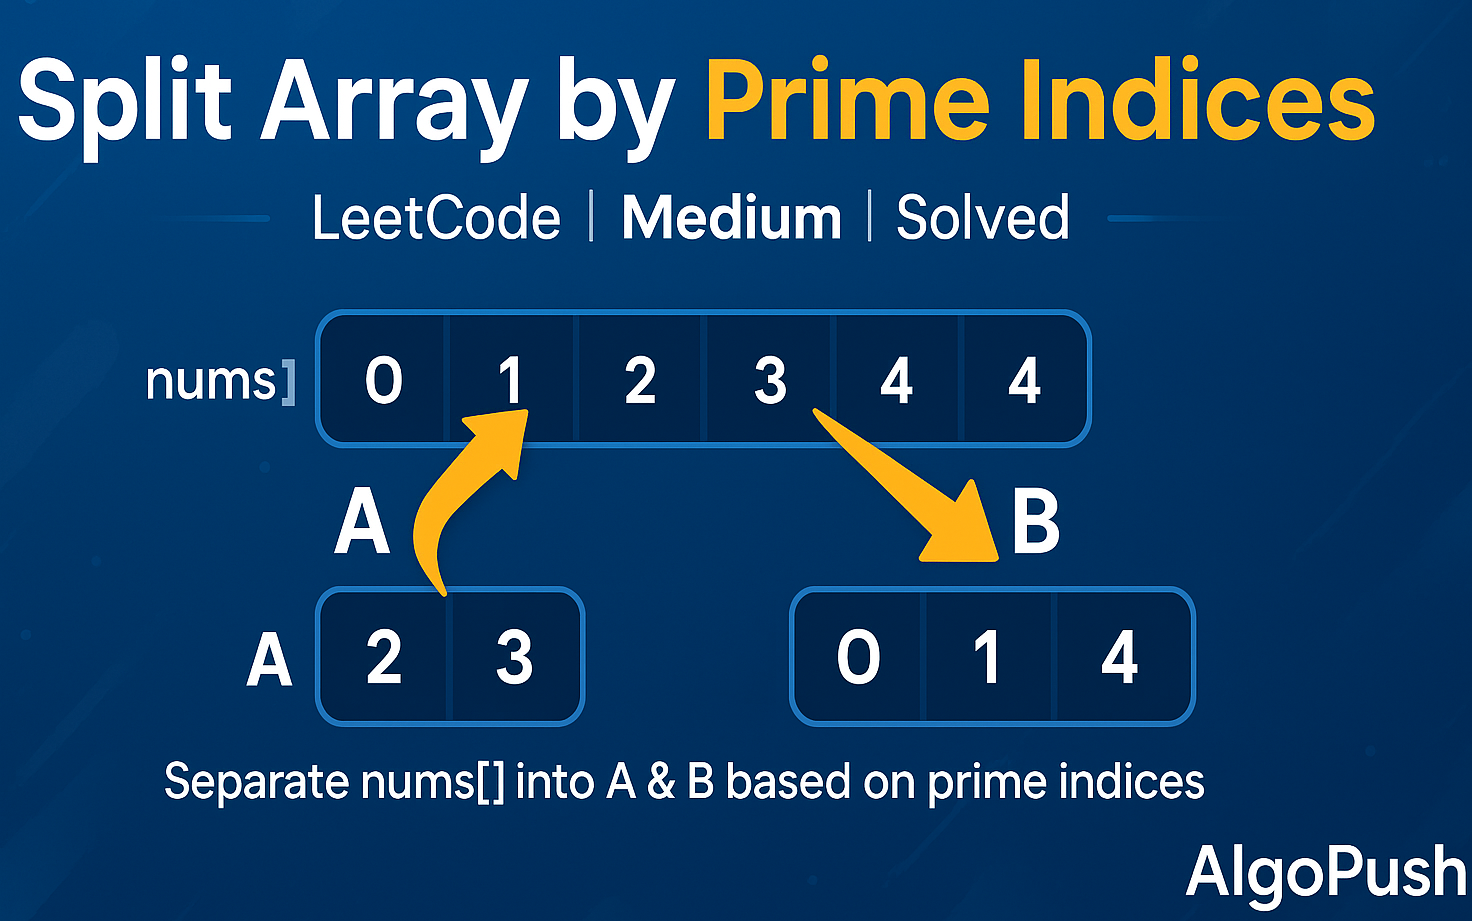 Split Array by Prime Indices
LeetCode | Medium | Solved
nums] 0 1 2 3 4 4
A B
A 2 3 0 1 4
Separate nums[] into A & B based on prime indices
AlgoPush